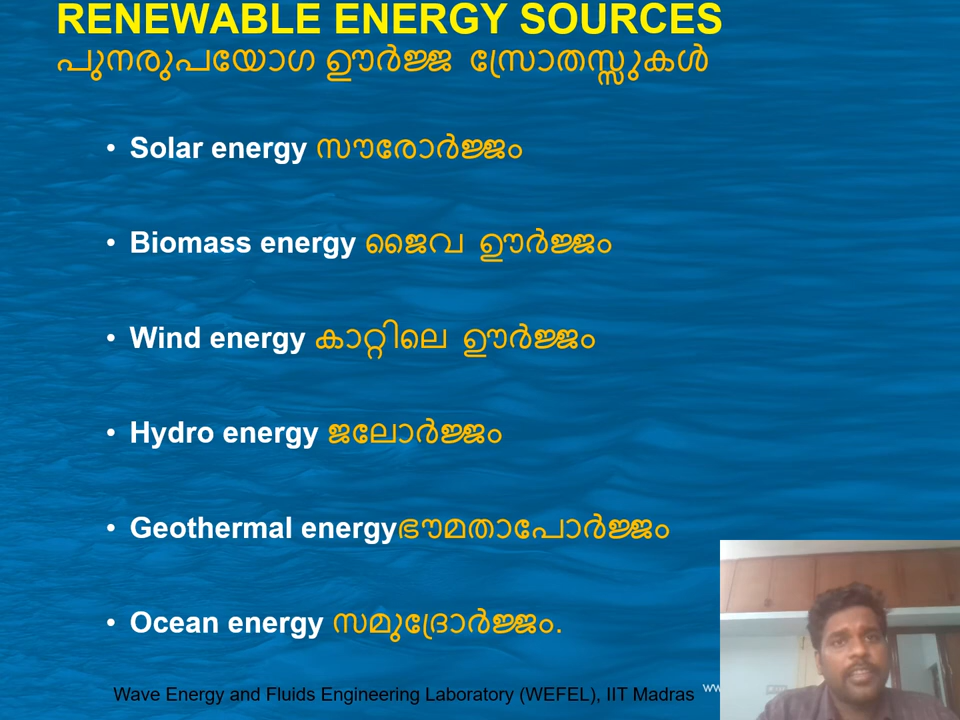 RENEWABLE ENERGY SOURCES
പുനരുപയോഗ ഊർജ്ജ സ്രോതസ്സുകൾ
• Solar energy സൗരോർജ്ജം
• Biomass energy ജൈവ ഊർജ്ജം
• Wind energy കാറ്റിലെ ഊർജ്ജം
• Hydro energy ജലോർജ്ജം
• Geothermal energyഭൗമതാപോർജ്ജം
• Ocean energy സമുദ്രോർജ്ജം.
Wave Energy and Fluids Engineering Laboratory (WEFEL), IIT Madras